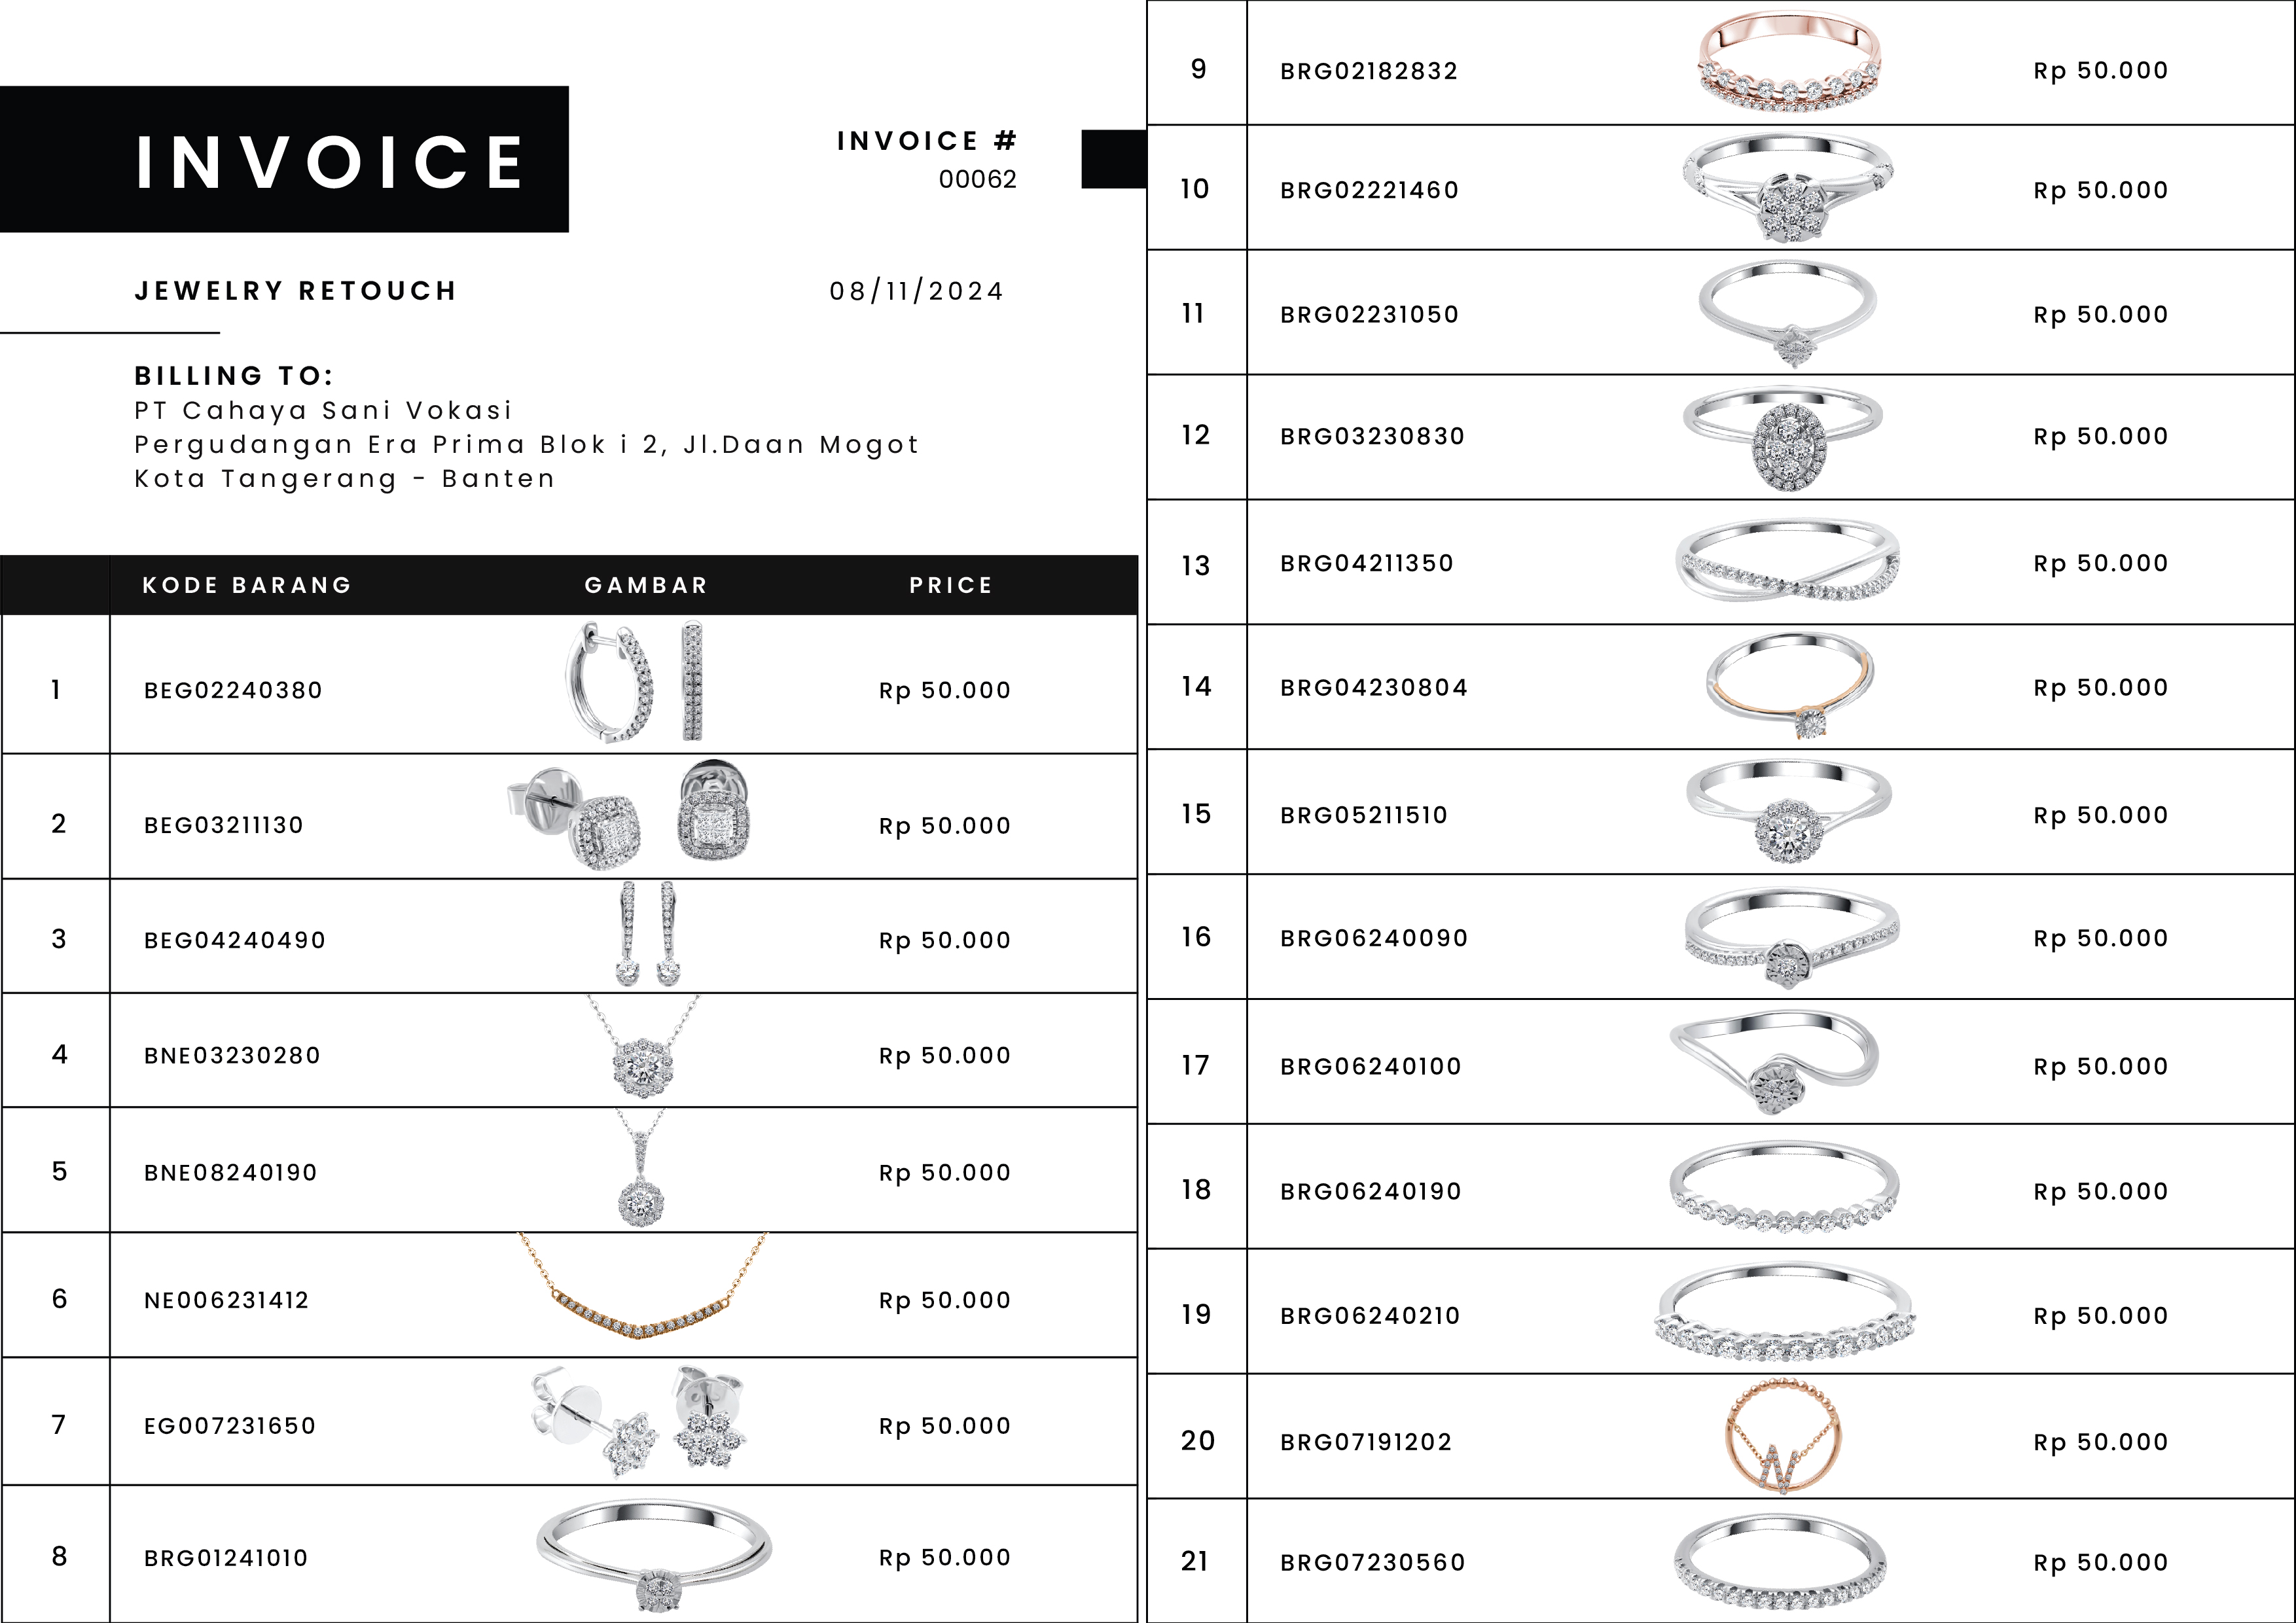 INVOICE
INVOICE #
00062
JEWELRY RETOUCH
08/11/2024
BILLING TO:
PT Cahaya Sani Vokasi
Pergudangan Era Prima Blok i 2, Jl.Daan Mogot
Kota Tangerang - Banten
KODE BARANG GAMBAR PRICE
1 BEG02240380 Rp 50.000
2 BEG03211130 Rp 50.000
3 BEG04240490 Rp 50.000
4 BNE03230280 Rp 50.000
5 BNE08240190 Rp 50.000
6 NE006231412 Rp 50.000
7 EG007231650 Rp 50.000
8 BRG01241010 Rp 50.000
9 BRG02182832 Rp 50.000
10 BRG02221460 Rp 50.000
11 BRG02231050 Rp 50.000
12 BRG03230830 Rp 50.000
13 BRG04211350 Rp 50.000
14 BRG04230804 Rp 50.000
15 BRG05211510 Rp 50.000
16 BRG06240090 Rp 50.000
17 BRG06240100 Rp 50.000
18 BRG06240190 Rp 50.000
19 BRG06240210 Rp 50.000
20 BRG07191202 Rp 50.000
21 BRG07230560 Rp 50.000